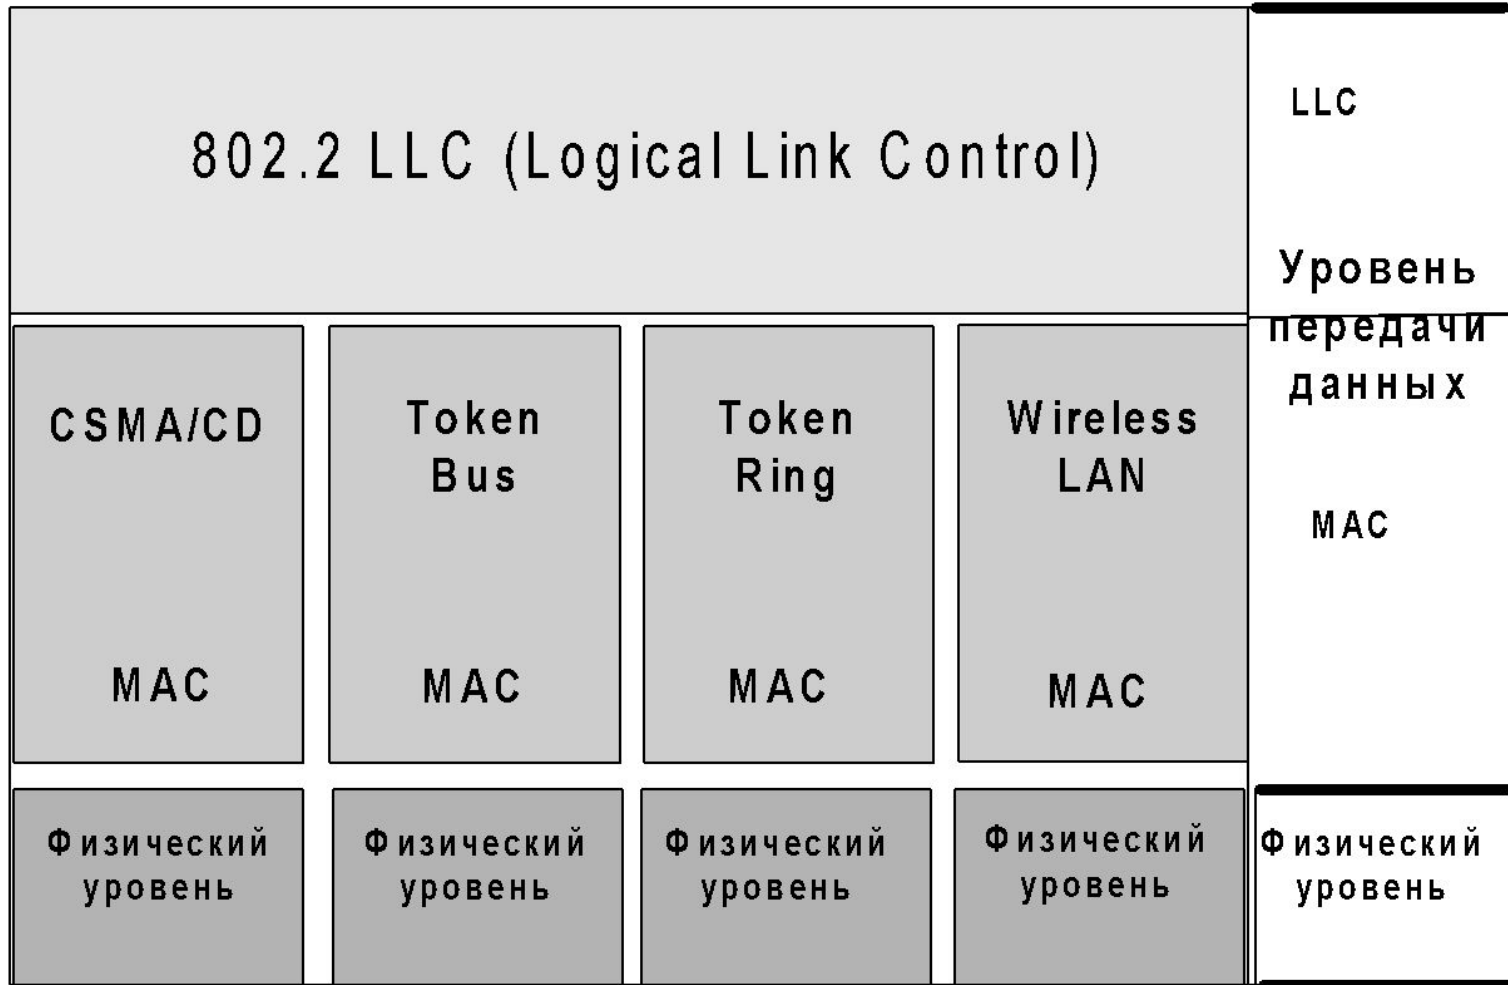 802.2 LLC (Logical Link Control)
LLC
Уровень
передачи
данных
MAC
CSMA/CD
MAC
Token
Bus
MAC
Token
Ring
MAC
Wireless
LAN
MAC
Физический
уровень
Физический
уровень
Физический
уровень
Физический
уровень
Физический
уровень